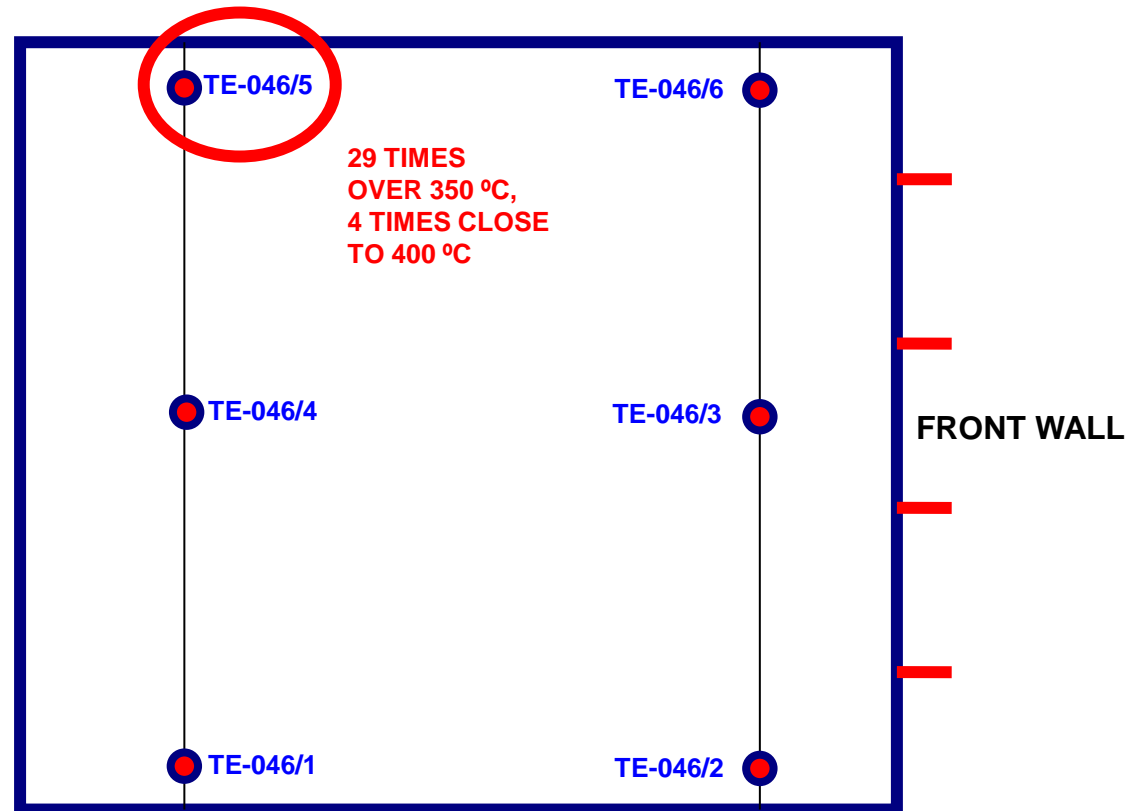 TE-046/5
TE-046/6
29 TIMES
OVER 350 ºC,
4 TIMES CLOSE
TO 400 ºC
TE-046/4
TE-046/3
FRONT WALL
TE-046/1
TE-046/2